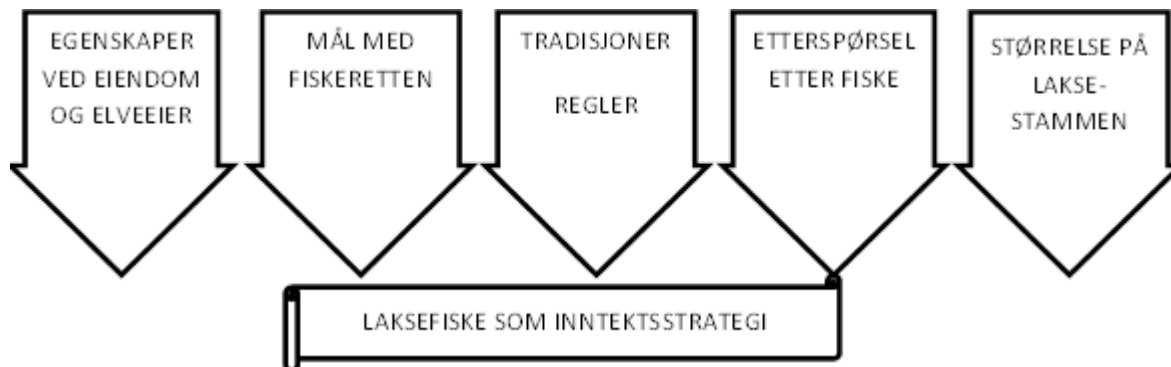 EGENSKAPER
VED EIENDOM
OG ELVEEIER
MÅL MED
FISKERETTEN
TRADISJONER
REGLER
ETTERSPØRSEL
ETTER FISKE
STØRRELSE PÅ
LAKSE-
STAMMEN
LAKSEFISKE SOM INNTEKTSSTRATEGI